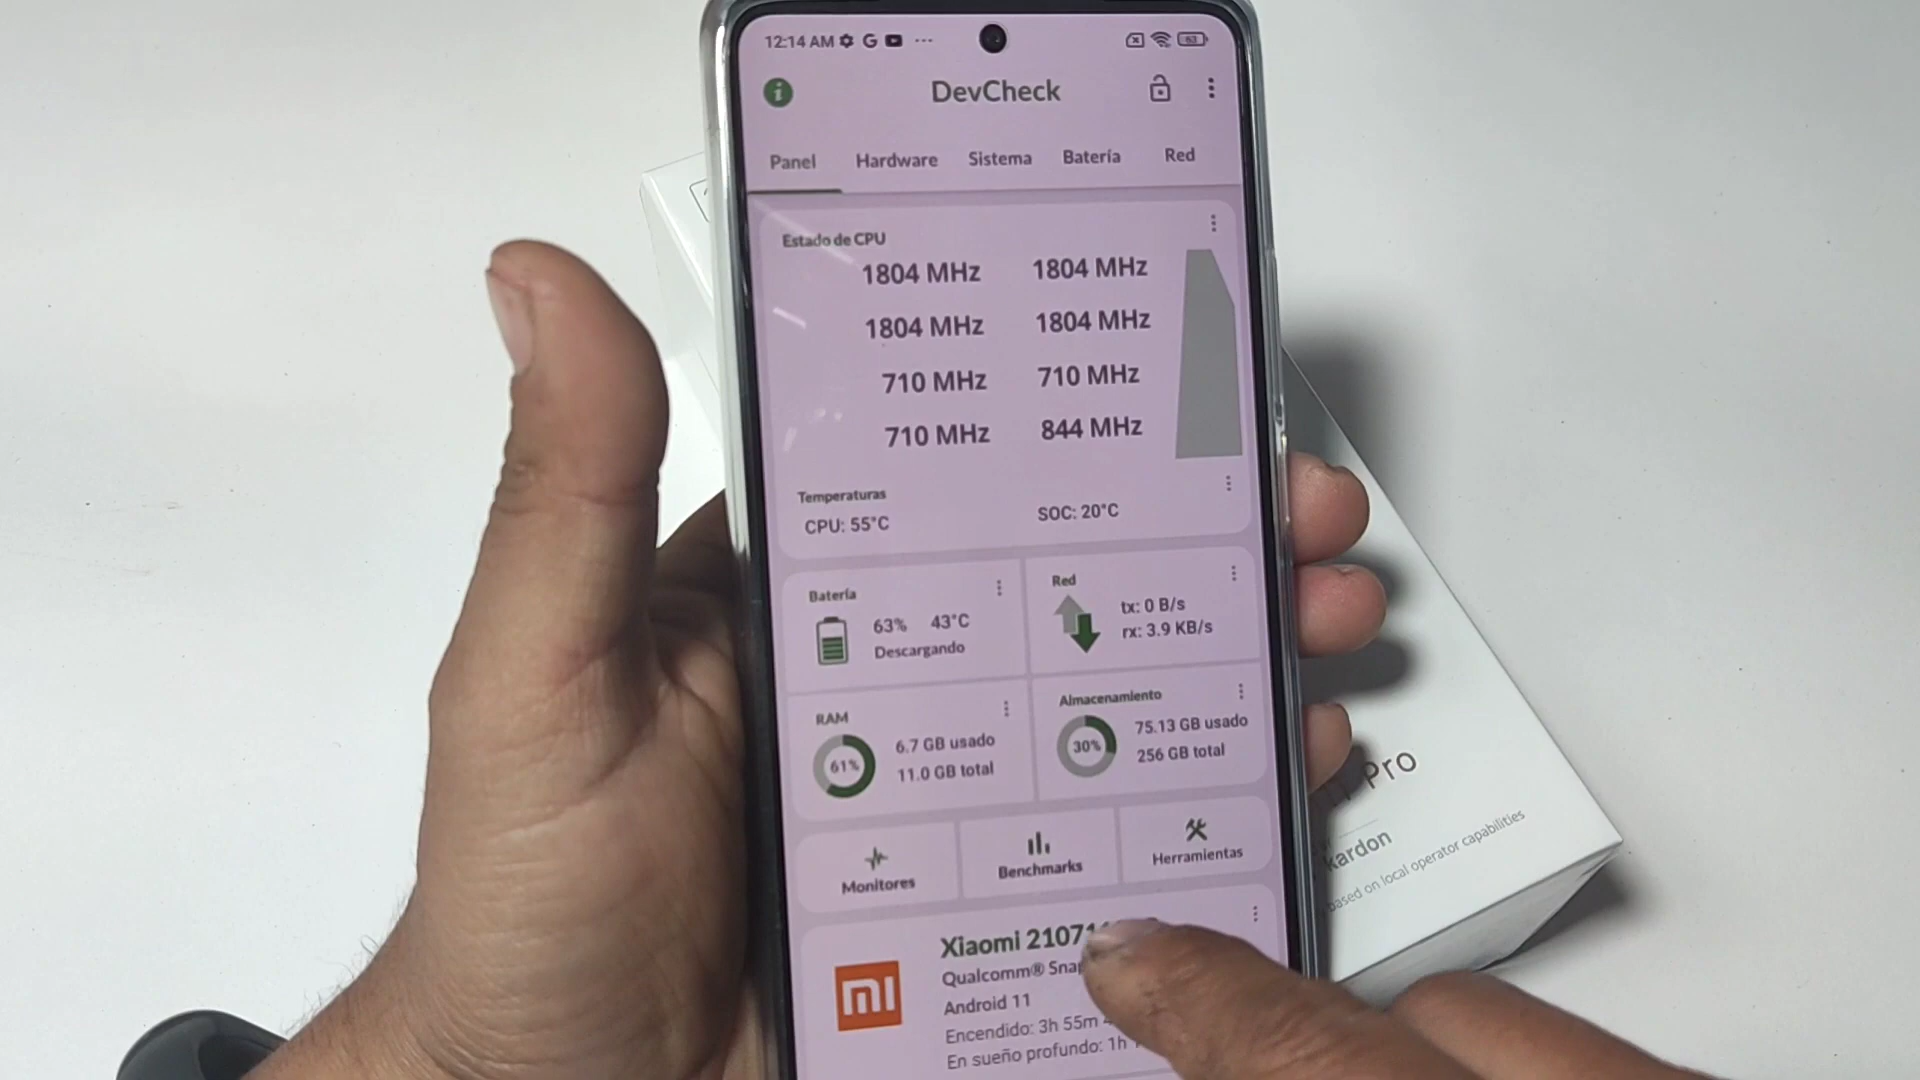 12:14 AM G ...
63
DevCheck
Panel Hardware Sistema Batería Red
Estado de CPU
1804 MHz 1804 MHz
1804 MHz 1804 MHz
710 MHz 710 MHz
710 MHz 844 MHz
Temperaturas
CPU: 55°C SOC: 20°C
Batería
63% 43°C
Descargando
Red
tx: 0 B/s
rx: 3.9 KB/s
RAM
61%
6.7 GB usado
11.0 GB total
Almacenamiento
30%
75.13 GB usado
256 GB total
Monitores Benchmarks Herramientas
mi
Xiaomi 21071
Qualcomm®
Android 11
Encendido: 3h 55m
En sueño profundo: 1h
Pro
kardon
based on local operator capabilities